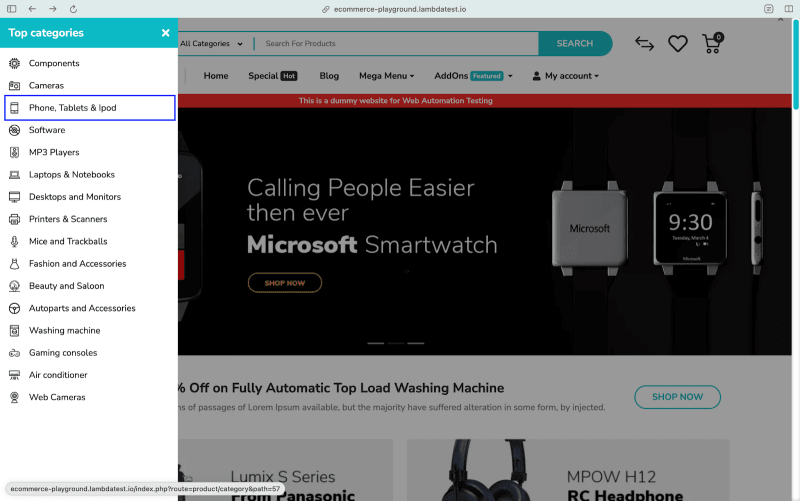 ecommerce-playground.lambdatest.io
Top categories
All Categories
Search For Products
SEARCH
0
Components
Cameras
Phone, Tablets & Ipod
Software
MP3 Players
Laptops & Notebooks
Desktops and Monitors
Printers & Scanners
Mice and Trackballs
Fashion and Accessories
Beauty and Saloon
Autoparts and Accessories
Washing machine
Gaming consoles
Air conditioner
Web Cameras
Home
Special Hot
Blog
Mega Menu
AddOns Featured
My account
This is a dummy website for Web Automation Testing
Calling People Easier
then ever
Microsoft Smartwatch
SHOP NOW
Microsoft
9:30
Tuesday, March 4
Microsoft
% Off on Fully Automatic Top Load Washing Machine
ns of passages of Lorem Ipsum available, but the majority have suffered alteration in some form, by injected.
SHOP NOW
Lumix S Series
From Panasonic
MPOW H12
RC Headphone
ecommerce-playground.lambdatest.io/index.php?route=product/category&path=57